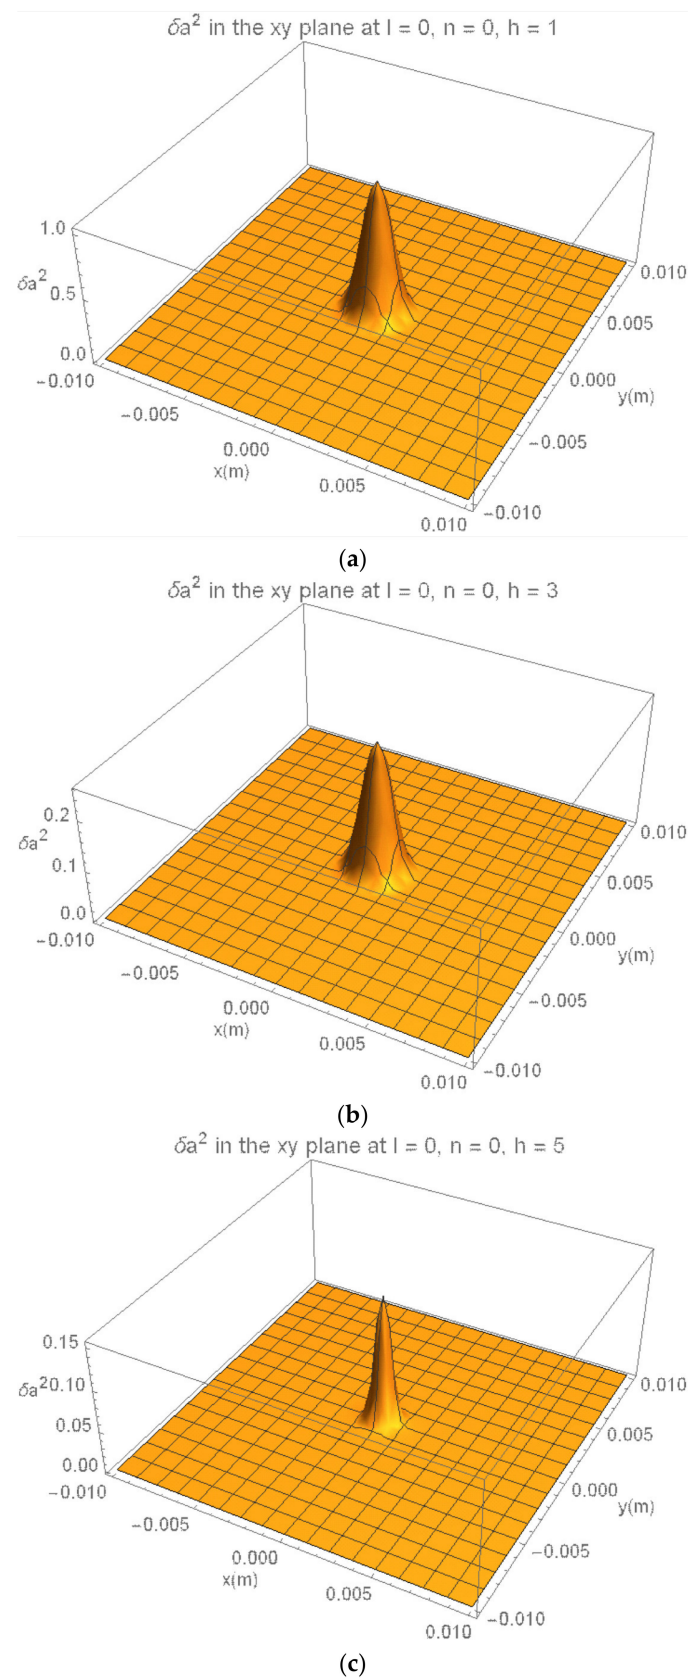 δa² in the xy plane at l = 0, n = 0, h = 1
1.0
δa²
0.5
0.0
−0.010
−0.005
0.000
x(m)
0.005
0.010
−0.010
−0.005
0.000
y(m)
0.005
0.010
(a)
δa² in the xy plane at l = 0, n = 0, h = 3
0.2
δa²
0.1
0.0
−0.010
−0.005
0.000
x(m)
0.005
0.010
−0.010
−0.005
0.000
y(m)
0.005
0.010
(b)
δa² in the xy plane at l = 0, n = 0, h = 5
0.15
δa²0.10
0.05
0.00
−0.010
−0.005
0.000
x(m)
0.005
0.010
−0.010
−0.005
0.000
y(m)
0.005
0.010
(c)